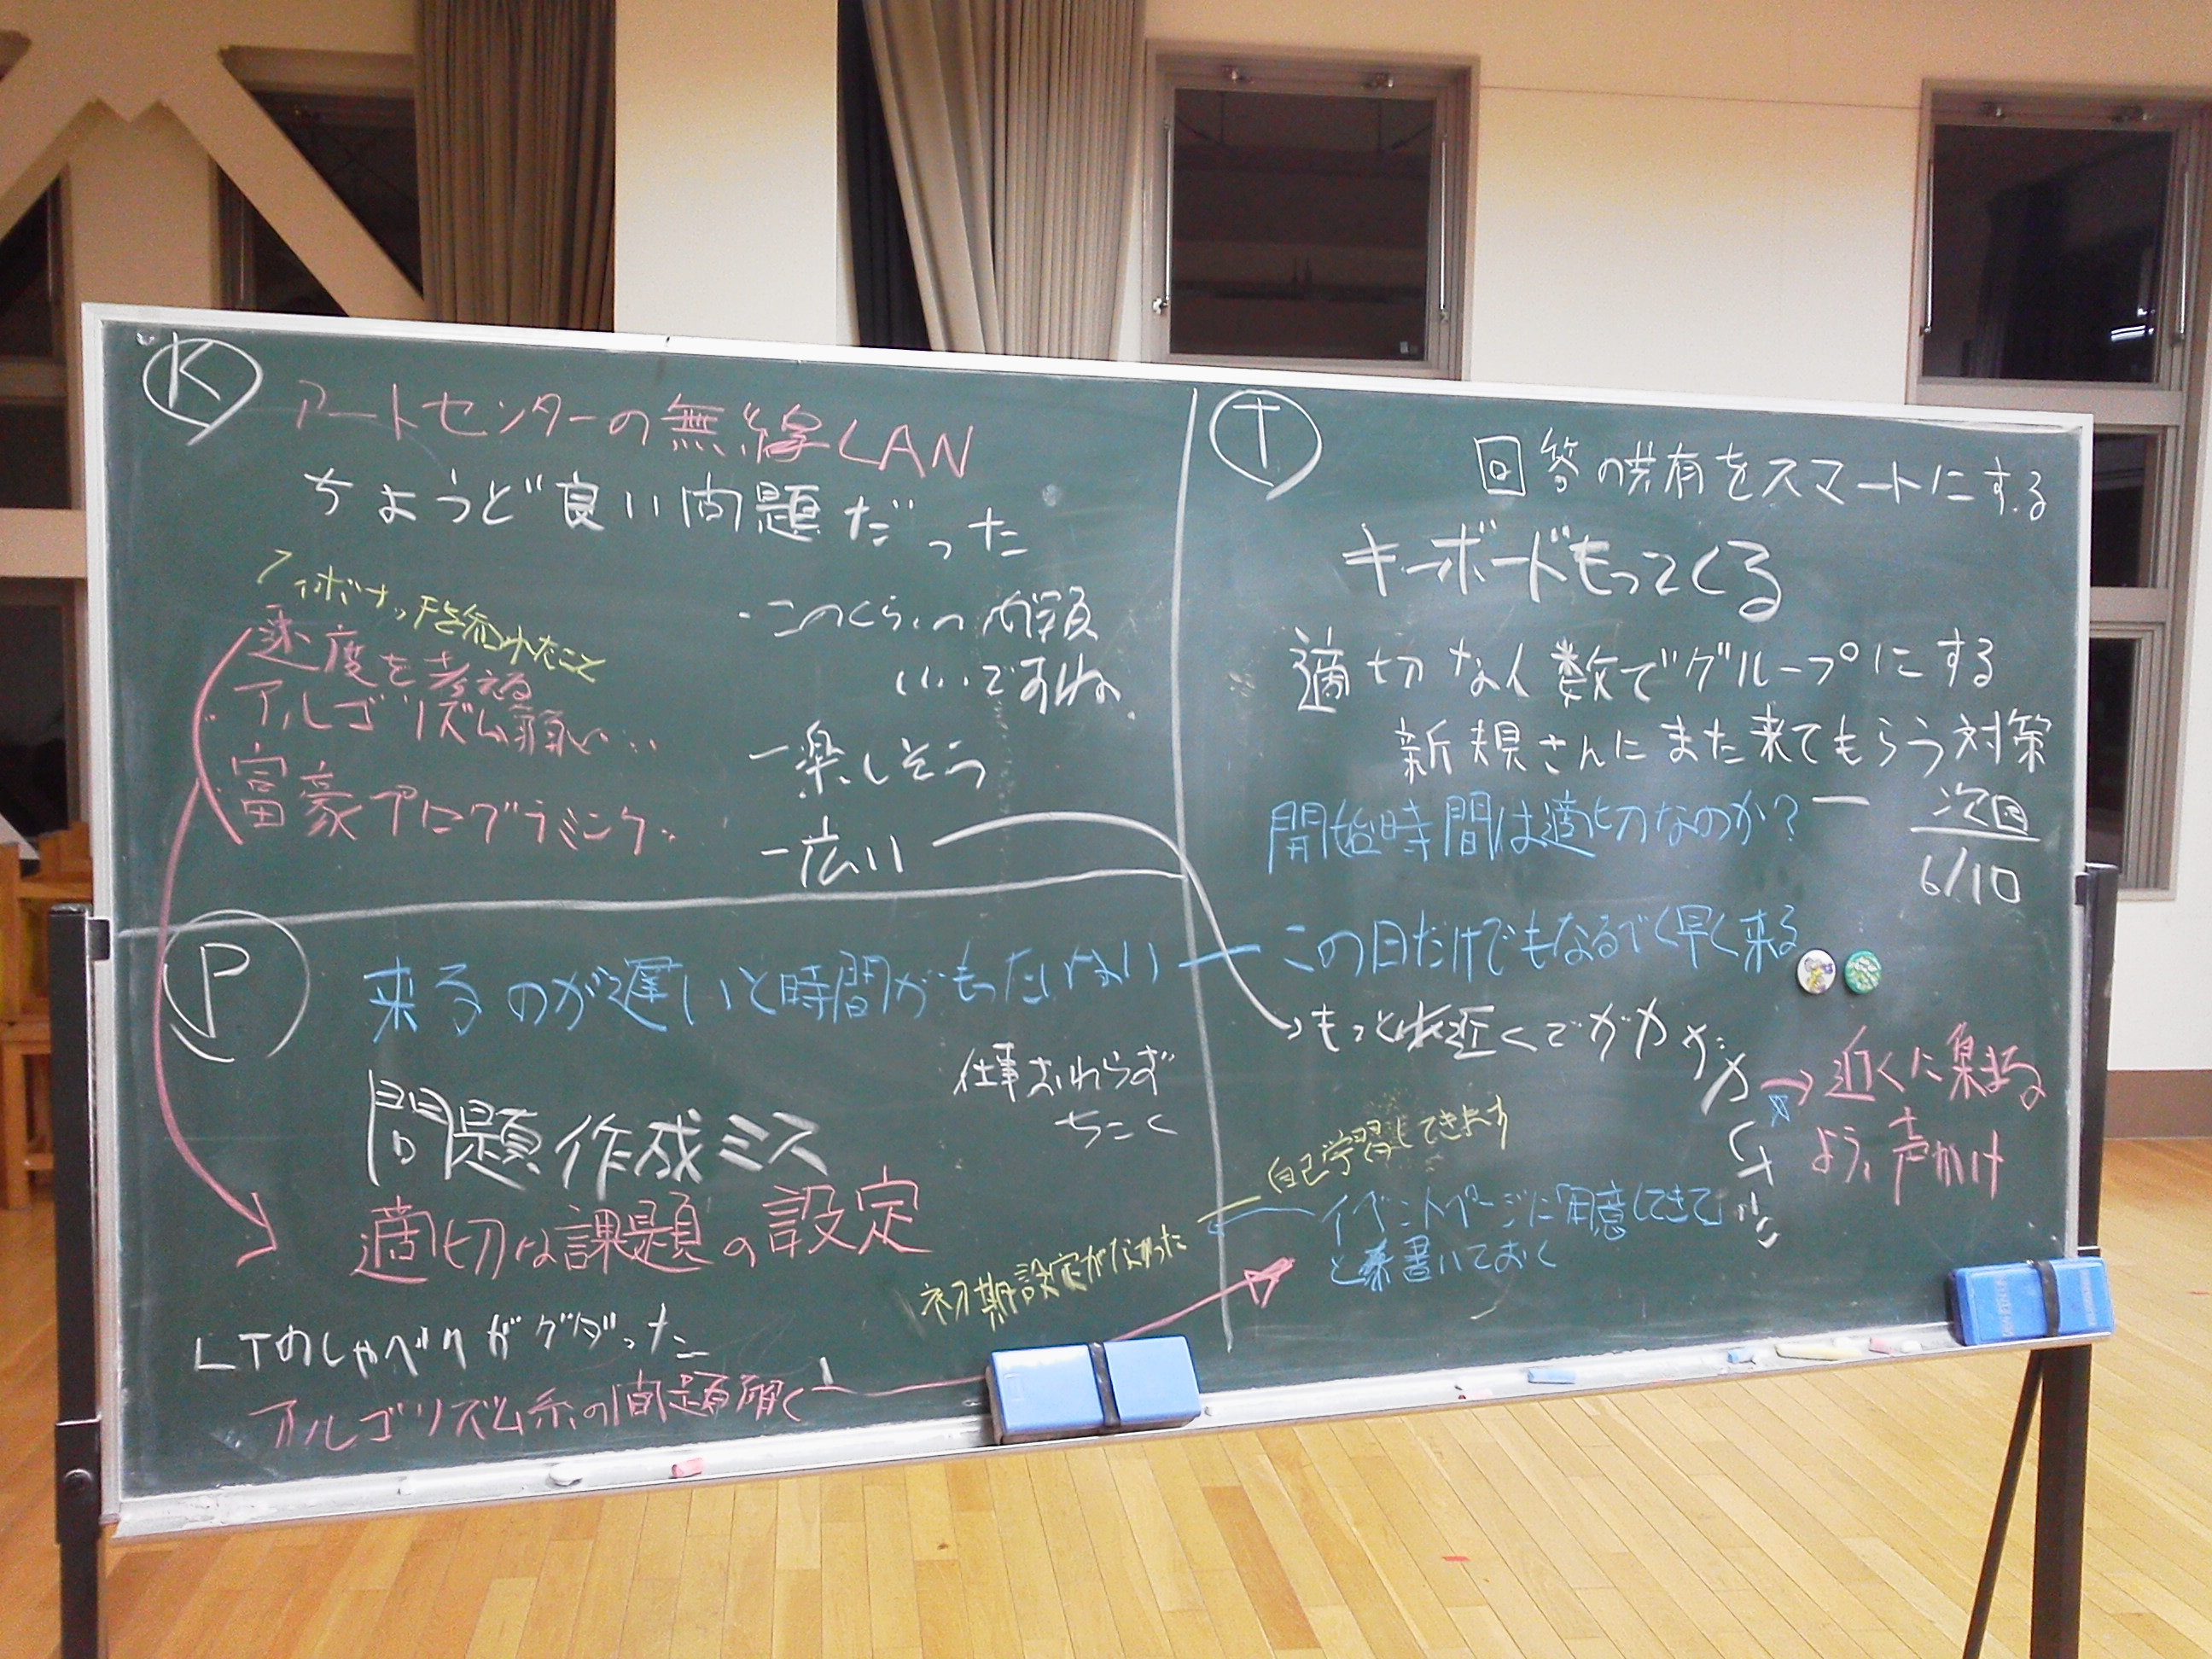 K
アートセンターの無線LAN
ちょうど良い問題だった
フィボナッチを知れたこと
速度を考える
アルゴリズム
富豪プログラミング
・このくらいの問題
いいですね。
ー楽しそう
ー広い
P
来るのが遅いと時間がもったいない
仕事おわらず
ちこく
問題作成ミス
適切な課題の設定
初期設定がなかった
LTのしゃべりがグダった
アルゴリズム系の問題解く
T
回答の共有をスマートにする
キーボードもってくる
適切な人数でグループにする
新規さんにまた来てもらう対策
開始時間は適切なのか?
次回
6/10
この日だけでもなるべく早く来る
もっと近くでガヤガヤ
したい
近くに集まる
よう、声かけ
自己学習してきます
イベントページに「用意してきて」
と書いておく